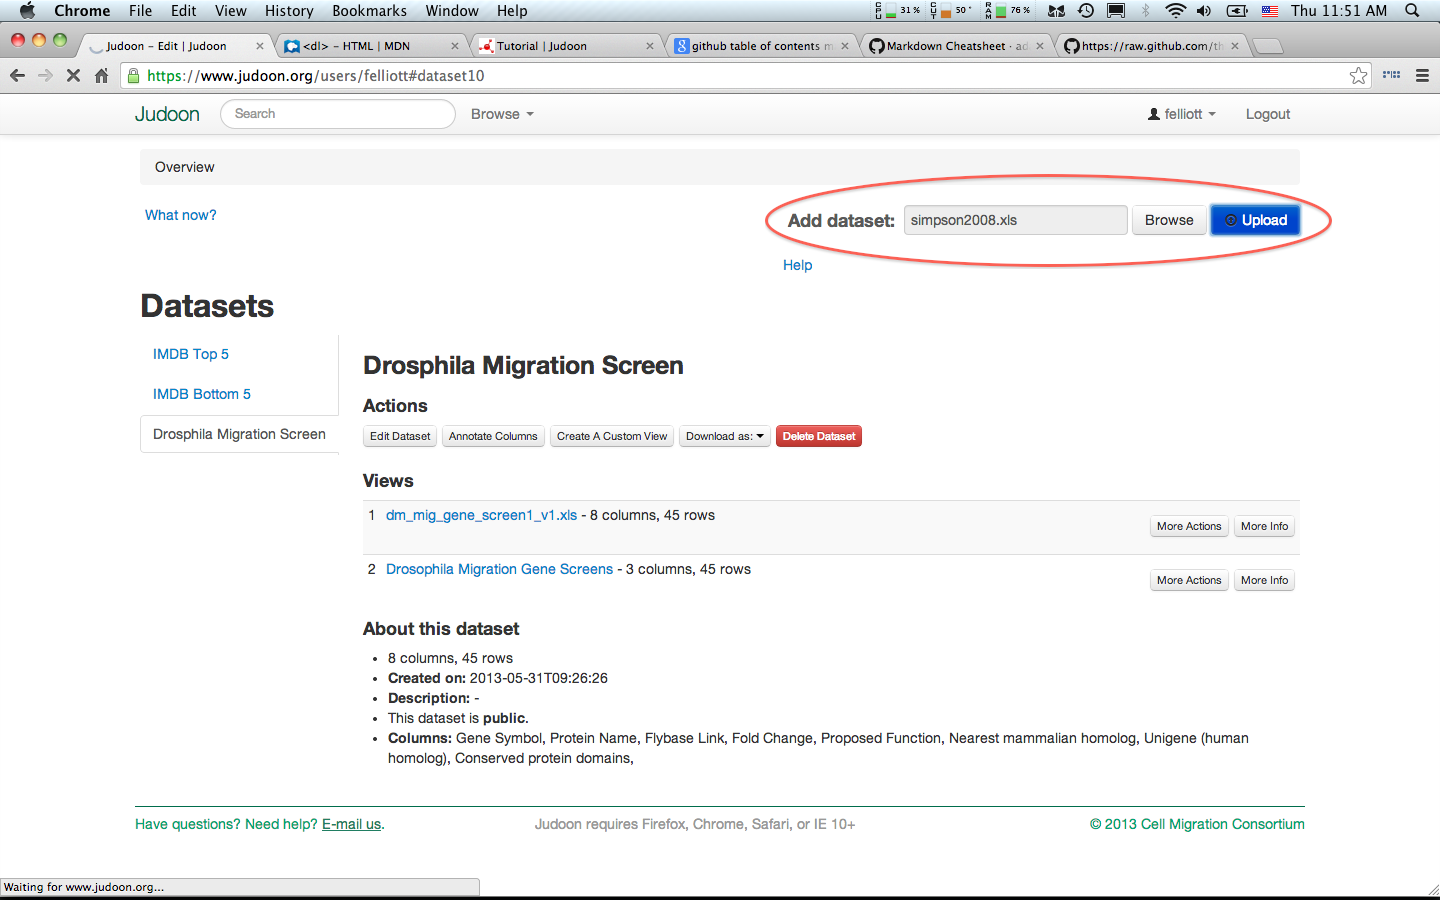 Chrome File Edit View History Bookmarks Window Help CPU 31% CUT 50° RAM 76% Thu 11:51 AM
Judoon – Edit | Judoon <dl> – HTML | MDN Tutorial | Judoon github table of contents m Markdown Cheatsheet · ad https://raw.github.com/th
https://www.judoon.org/users/felliott#dataset10
Judoon Search Browse felliott Logout
Overview
What now?
Add dataset: simpson2008.xls Browse Upload
Help
Datasets
IMDB Top 5
IMDB Bottom 5
Drosphila Migration Screen
Drosphila Migration Screen
Actions
Edit Dataset Annotate Columns Create A Custom View Download as: Delete Dataset
Views
1 dm_mig_gene_screen1_v1.xls - 8 columns, 45 rows More Actions More Info
2 Drosophila Migration Gene Screens - 3 columns, 45 rows More Actions More Info
About this dataset
• 8 columns, 45 rows
• Created on: 2013-05-31T09:26:26
• Description: -
• This dataset is public.
• Columns: Gene Symbol, Protein Name, Flybase Link, Fold Change, Proposed Function, Nearest mammalian homolog, Unigene (human
homolog), Conserved protein domains,
Have questions? Need help? E-mail us. Judoon requires Firefox, Chrome, Safari, or IE 10+ © 2013 Cell Migration Consortium
Waiting for www.judoon.org...